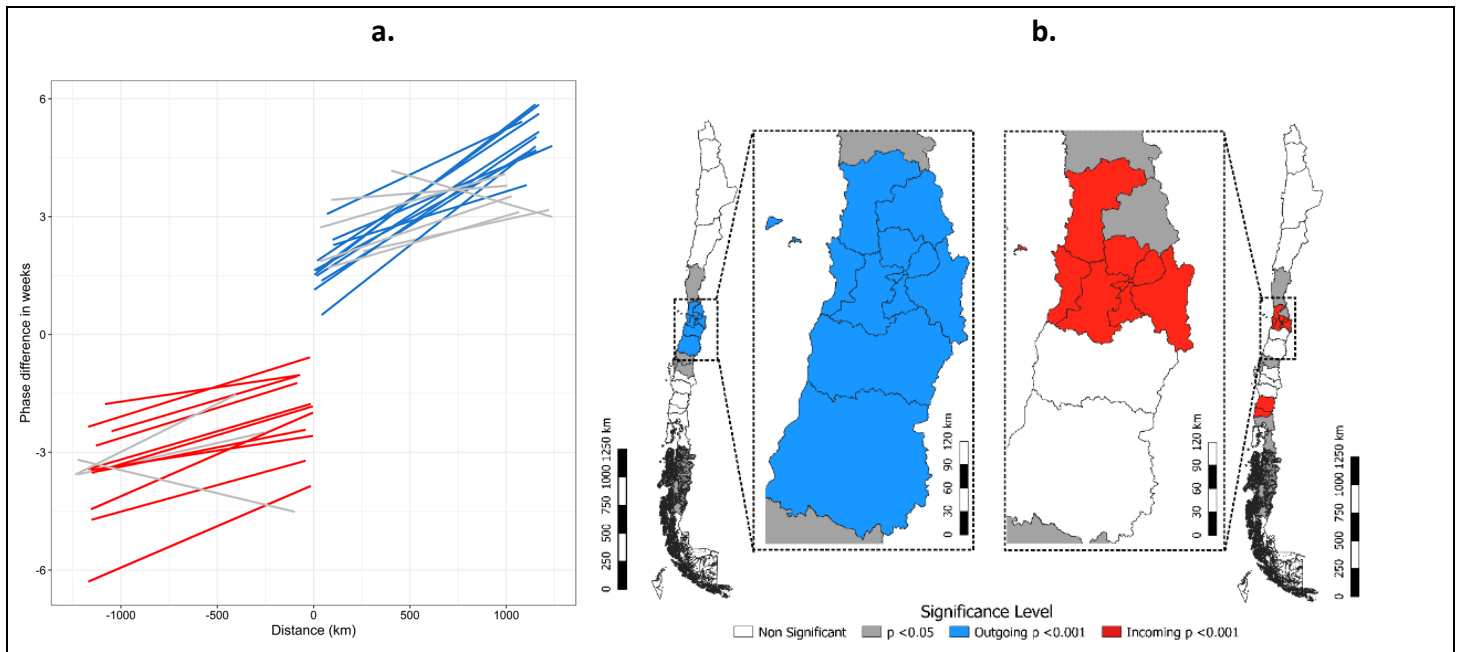 a.
b.
Phase difference in weeks
6
3
0
-3
-6
-1000
-500
0
500
1000
Distance (km)
0 250 500 750 1000 1250 km
0 30 60 90 120 km
0 30 60 90 120 km
0 250 500 750 1000 1250 km
Significance Level
Non Significant
p <0.05
Outgoing p <0.001
Incoming p <0.001